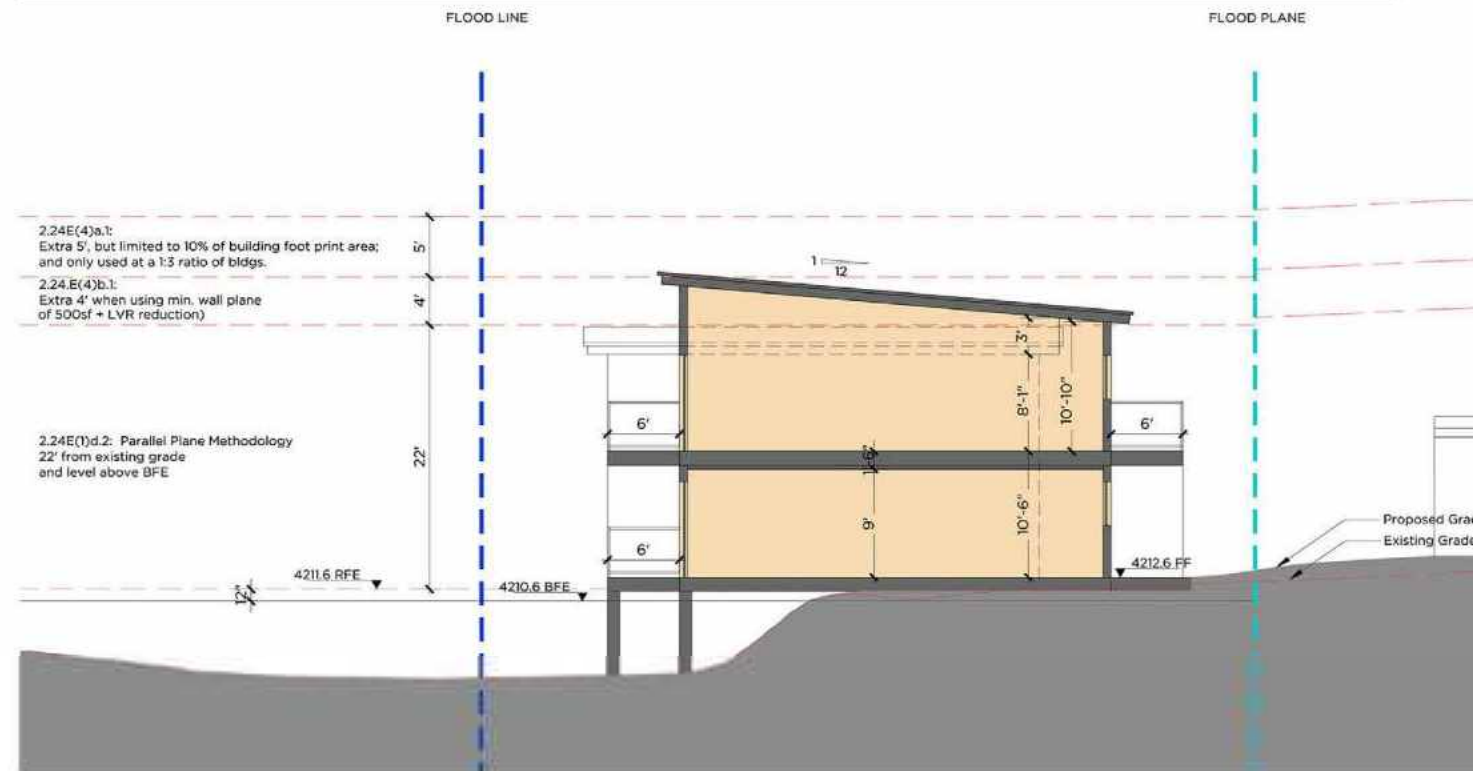 FLOOD LINE
FLOOD PLANE
2.24E(4)a.1:
Extra 5', but limited to 10% of building foot print area;
and only used at a 1:3 ratio of bldgs.
5'
1
12
2.24.E(4)b.1:
Extra 4' when using min. wall plane
of 500sf + LVR reduction)
4'
3'
8'-1"
10'-10"
6'
6'
2.24E(1)d.2: Parallel Plane Methodology
22' from existing grade
and level above BFE
22'
1'-6"
9'
10'-6"
6'
Proposed Gra
Existing Grade
4211.6 RFE
4210.6 BFE
4212.6 FF
12"